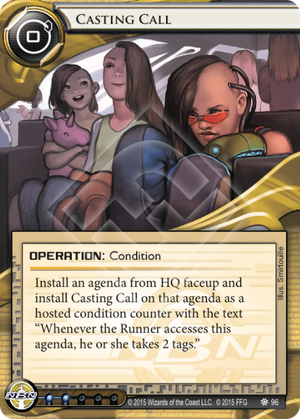 CASTING CALL
0
OPERATION: Condition
Install an agenda from HQ faceup and
install Casting Call on that agenda as a
hosted condition counter with the text
“Whenever the Runner accesses this
agenda, he or she takes 2 tags.”
Illus. Smirtouille
NBN
© 2015 Wizards of the Coast LLC. © 2015 FFG
96